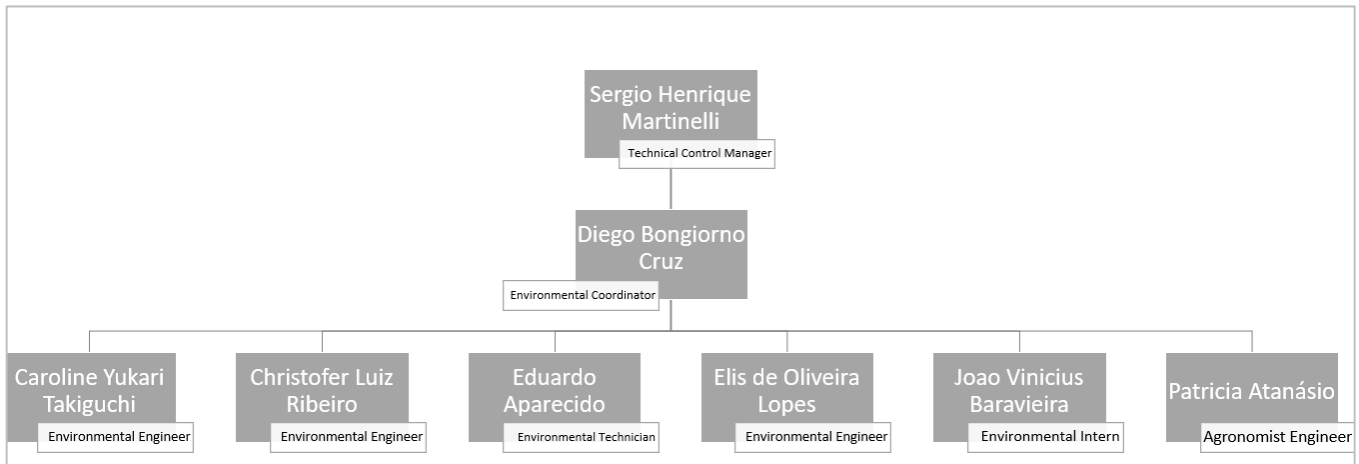 Sergio Henrique
Martinelli
Technical Control Manager
Diego Bongiorno
Cruz
Environmental Coordinator
Caroline Yukari
Takiguchi
Environmental Engineer
Christofer Luiz
Ribeiro
Environmental Engineer
Eduardo
Aparecido
Environmental Technician
Elis de Oliveira
Lopes
Environmental Engineer
Joao Vinicius
Baravieira
Environmental Intern
Patricia Atanásio
Agronomist Engineer